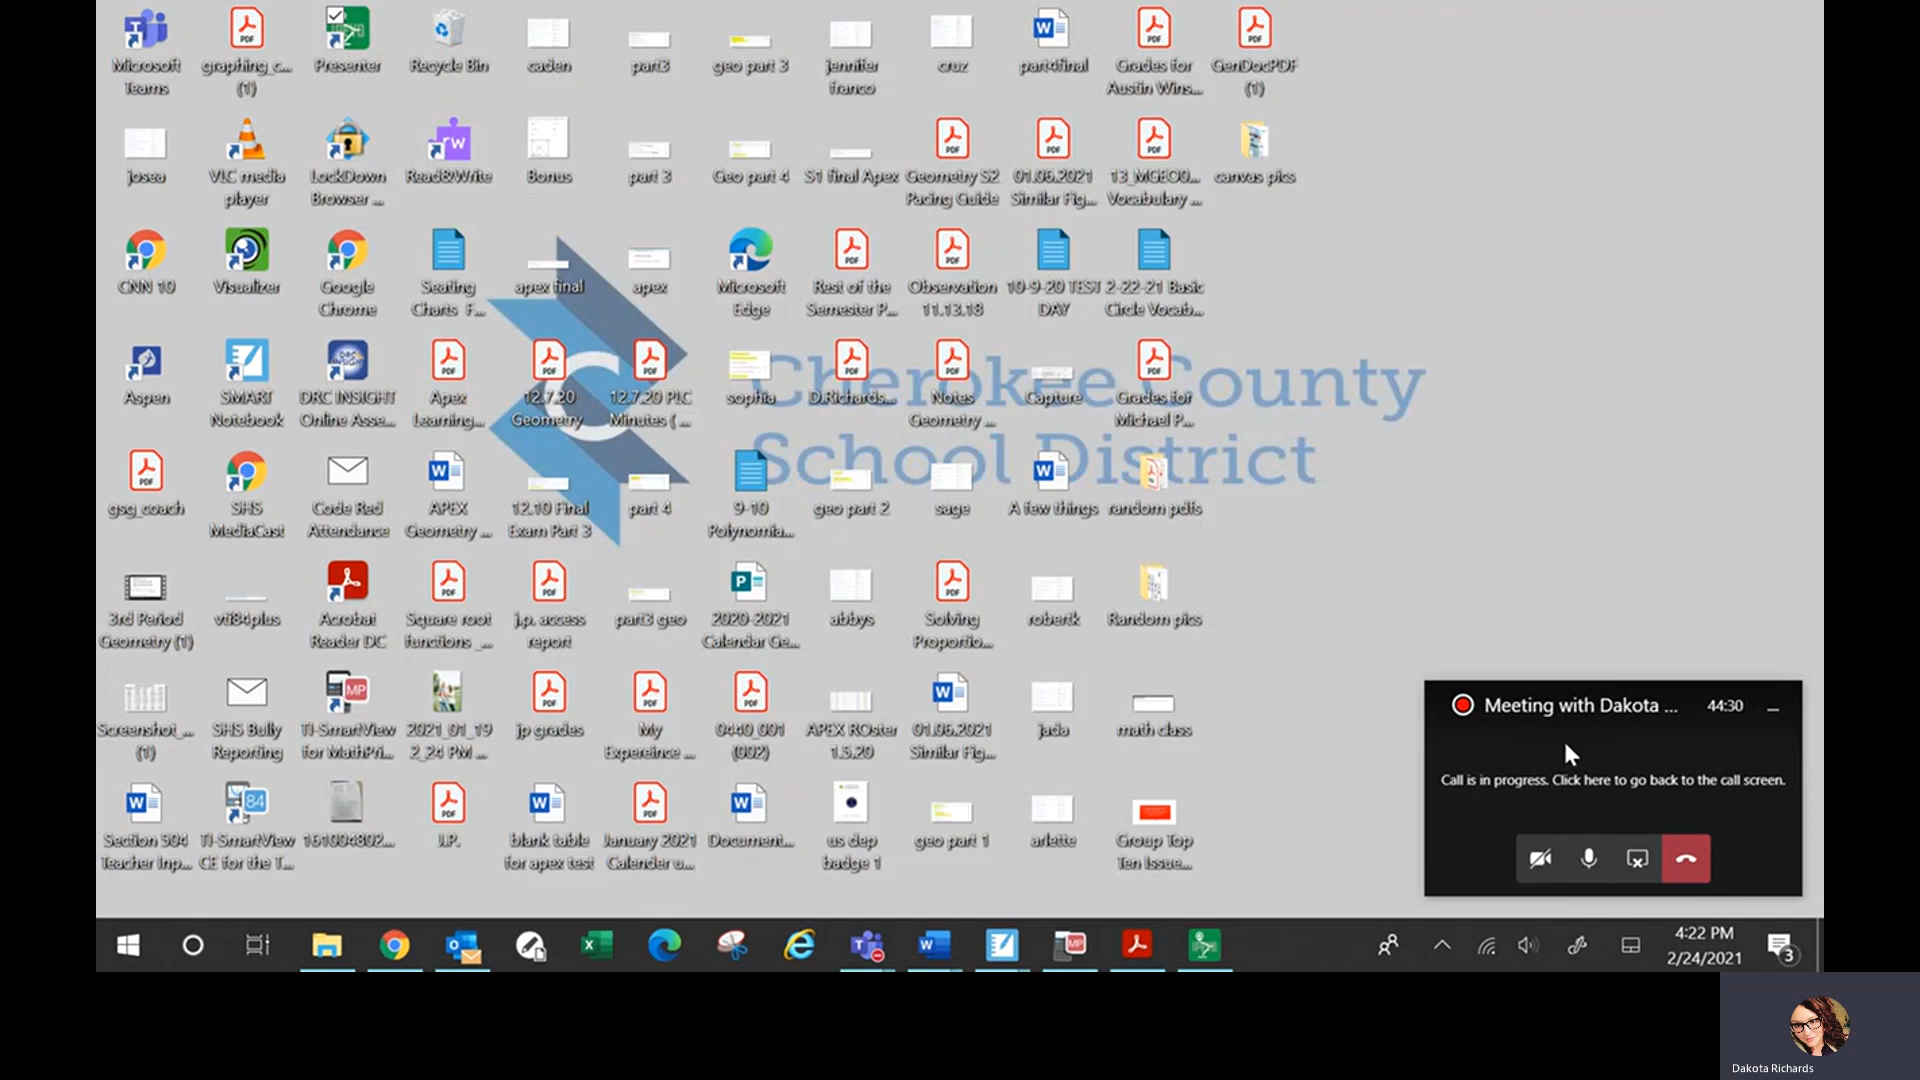 Microsoft
Teams
graphing_c...
(1)
Presenter
Recycle Bin
caden
part3
geo part 3
jennifer
franco
cruz
part4final
Grades for
Austin Wins...
GenDocPDF
(1)
josea
VLC media
player
LockDown
Browser ...
Read&Write
Bonus
part 3
Geo part 4
S1 final Apex
Geometry S2
Pacing Guide
01.06.2021
Similar Fig...
13_MGEO0...
Vocabulary ...
canvas pics
CNN 10
Visualizer
Google
Chrome
Seating
Charts F...
apex final
apex
Microsoft
Edge
Rest of the
Semester P...
Observation
11.13.18
10-9-20 TEST
DAY
2-22-21 Basic
Circle Vocab...
Cherokee County
School District
Aspen
SMART
Notebook
DRC INSIGHT
Online Asse...
Apex
Learning...
12.7.20
Geometry
12.7.20 PLC
Minutes ( ...
sophia
D.Richards...
Notes
Geometry ...
Capture
Grades for
Michael P...
gsg_coach
SHS
MediaCast
Code Red
Attendance
APEX
Geometry ...
12.10 Final
Exam Part 3
part 4
9-10
Polynomia...
geo part 2
sage
A few things
random pdfs
3rd Period
Geometry (1)
vti84plus
Acrobat
Reader DC
Square root
functions _...
j.p. access
report
part3 geo
2020-2021
Calendar Ge...
abbys
Solving
Proportio...
robertk
Random pics
Screenshot_...
(1)
SHS Bully
Reporting
TI-SmartView
for MathPri...
2021_01_19
2_24 PM ...
jp grades
My
Expereince ...
0440_001
(002)
APEX ROster
1.5.20
01.06.2021
Similar Fig...
jada
math class
Meeting with Dakota ...
44:30
Call is in progress. Click here to go back to the call screen.
Section 504
Teacher Inp...
TI-SmartView
CE for the T...
161004802...
J.P.
blank table
for apex test
January 2021
Calender u...
Document...
us dep
badge 1
geo part 1
arlette
Group Top
Ten Issue...
4:22 PM
2/24/2021
3
Dakota Richards